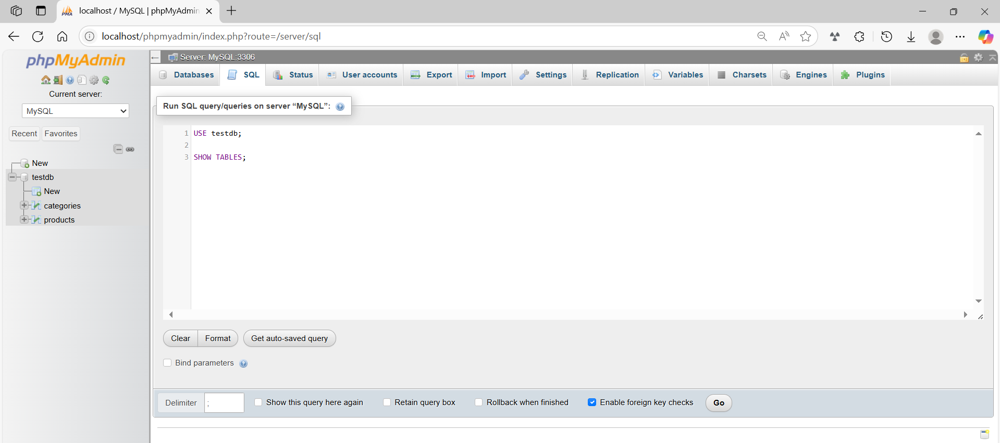 localhost / MySQL | phpMyAdmin
localhost/phpmyadmin/index.php?route=/server/sql
phpMyAdmin
Current server:
MySQL
Recent
Favorites
New
testdb
New
categories
products
Server: MySQL:3306
Databases
SQL
Status
User accounts
Export
Import
Settings
Replication
Variables
Charsets
Engines
Plugins
Run SQL query/queries on server “MySQL”:
1 USE testdb;
2
3 SHOW TABLES;
Clear
Format
Get auto-saved query
Bind parameters
Delimiter
;
Show this query here again
Retain query box
Rollback when finished
Enable foreign key checks
Go